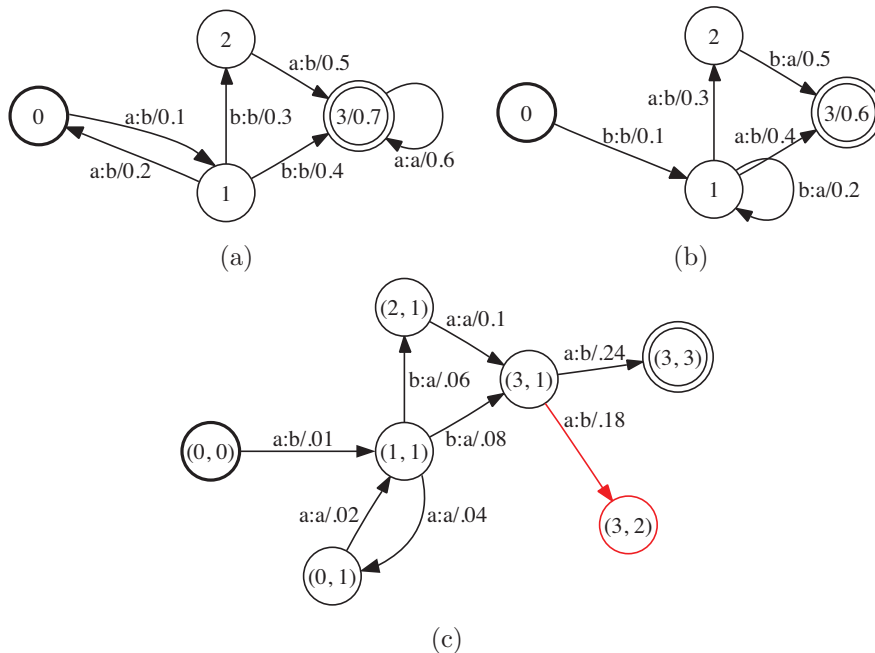 2
a:b/0.5
0
a:b/0.1
b:b/0.3
3/0.7
a:b/0.2
b:b/0.4
a:a/0.6
1
(a)
2
b:a/0.5
0
a:b/0.3
3/0.6
b:b/0.1
a:b/0.4
1
b:a/0.2
(b)
(2, 1)
a:a/0.1
a:b/.24
(3, 3)
b:a/.06
(3, 1)
a:b/.01
b:a/.08
a:b/.18
(0, 0)
(1, 1)
a:a/.02
a:a/.04
(3, 2)
(0, 1)
(c)